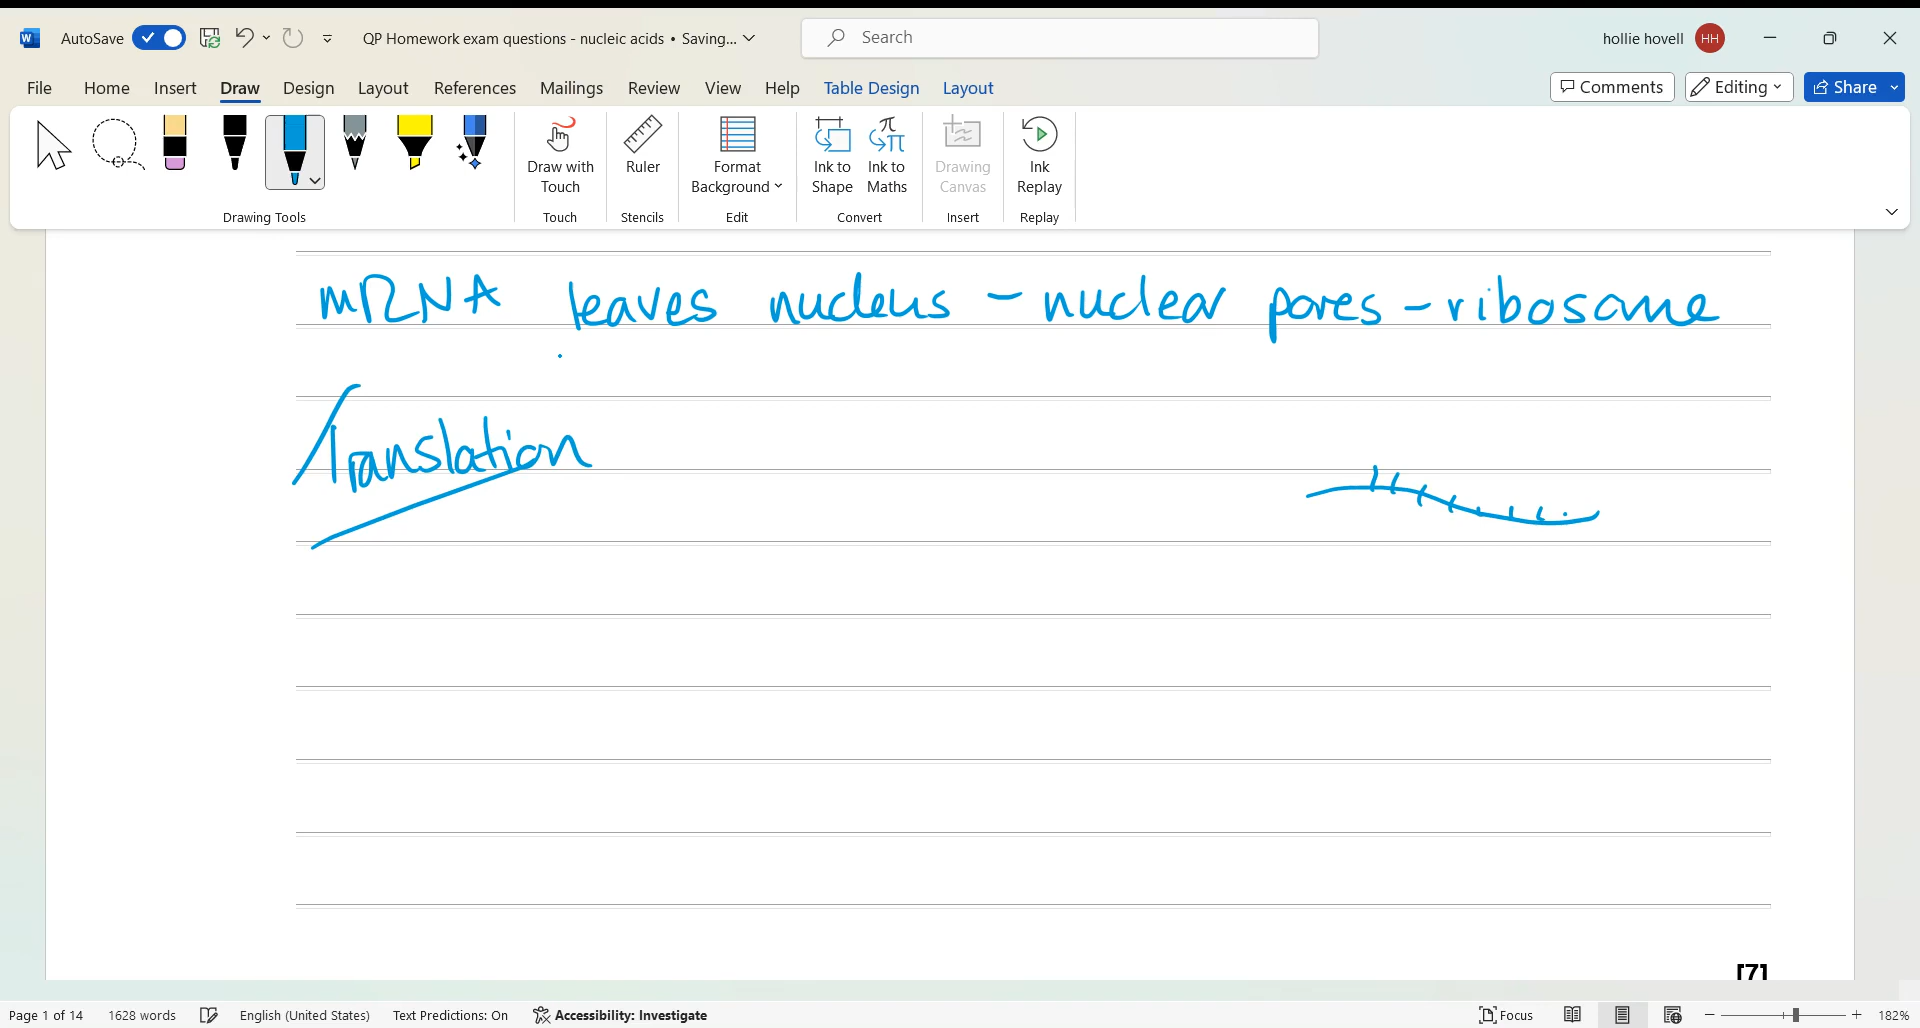 AutoSave QP Homework exam questions - nucleic acids • Saving... Search hollie hovell HH
File Home Insert Draw Design Layout References Mailings Review View Help Table Design Layout Comments Editing Share
Draw with Touch Ruler Format Background Ink to Shape Ink to Maths Drawing Canvas Ink Replay
Drawing Tools Touch Stencils Edit Convert Insert Replay
mRNA leaves nucleus - nuclear pores - ribosome
Translation
[7]
Page 1 of 14 1628 words English (United States) Text Predictions: On Accessibility: Investigate Focus 182%